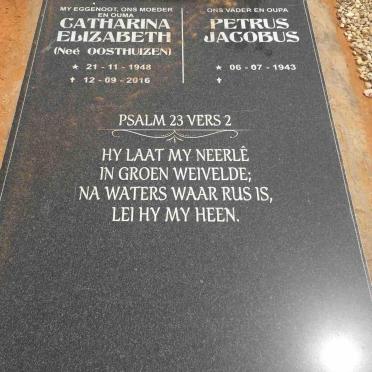 MY EGGENOOT, ONS MOEDER
EN OUMA
CATHARINA
ELIZABETH
(Neé OOSTHUIZEN)
★ 21 - 11 - 1948
✝ 12 - 09 - 2016
ONS VADER EN OUPA
PETRUS
JACOBUS
★ 06 - 07 - 1943
✝
PSALM 23 VERS 2
HY LAAT MY NEERLÊ
IN GROEN WEIVELDE;
NA WATERS WAAR RUS IS,
LEI HY MY HEEN.